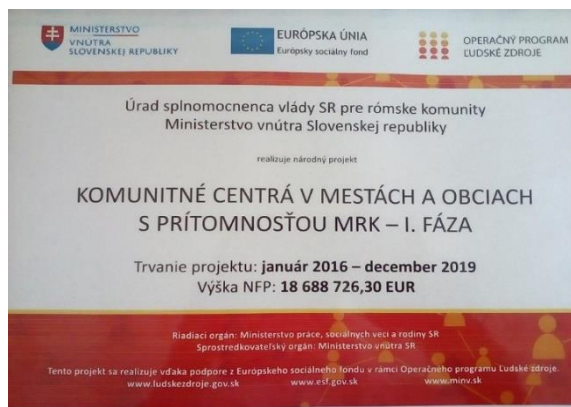 MINISTERSTVO
VNÚTRA
SLOVENSKEJ REPUBLIKY
EURÓPSKA ÚNIA
Európsky sociálny fond
OPERAČNÝ PROGRAM
ĽUDSKÉ ZDROJE
Úrad splnomocnenca vlády SR pre rómske komunity
Ministerstvo vnútra Slovenskej republiky
realizuje národný projekt
KOMUNITNÉ CENTRÁ V MESTÁCH A OBCIACH
S PRÍTOMNOSŤOU MRK – I. FÁZA
Trvanie projektu: január 2016 – december 2019
Výška NFP: 18 688 726,30 EUR
Riadiaci orgán: Ministerstvo práce, sociálnych vecí a rodiny SR
Sprostredkovateľský orgán: Ministerstvo vnútra SR
Tento projekt sa realizuje vďaka podpore z Európskeho sociálneho fondu v rámci Operačného programu Ľudské zdroje.
www.ludskezdroje.gov.sk www.esf.gov.sk www.minv.sk